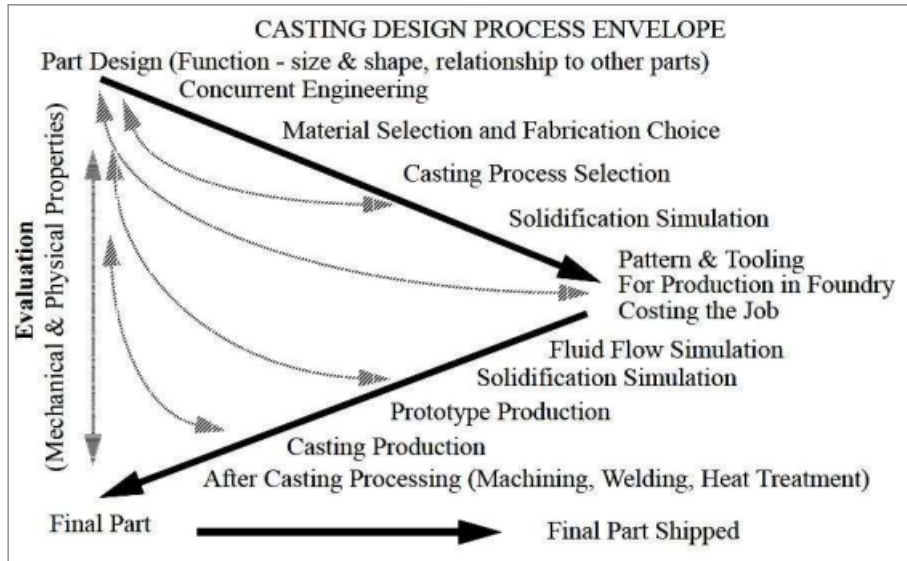 CASTING DESIGN PROCESS ENVELOPE
Part Design (Function - size & shape, relationship to other parts)
Concurrent Engineering
Material Selection and Fabrication Choice
Casting Process Selection
Solidification Simulation
Pattern & Tooling
For Production in Foundry
Costing the Job
Fluid Flow Simulation
Solidification Simulation
Prototype Production
Casting Production
After Casting Processing (Machining, Welding, Heat Treatment)
Evaluation
(Mechanical & Physical Properties)
Final Part
Final Part Shipped